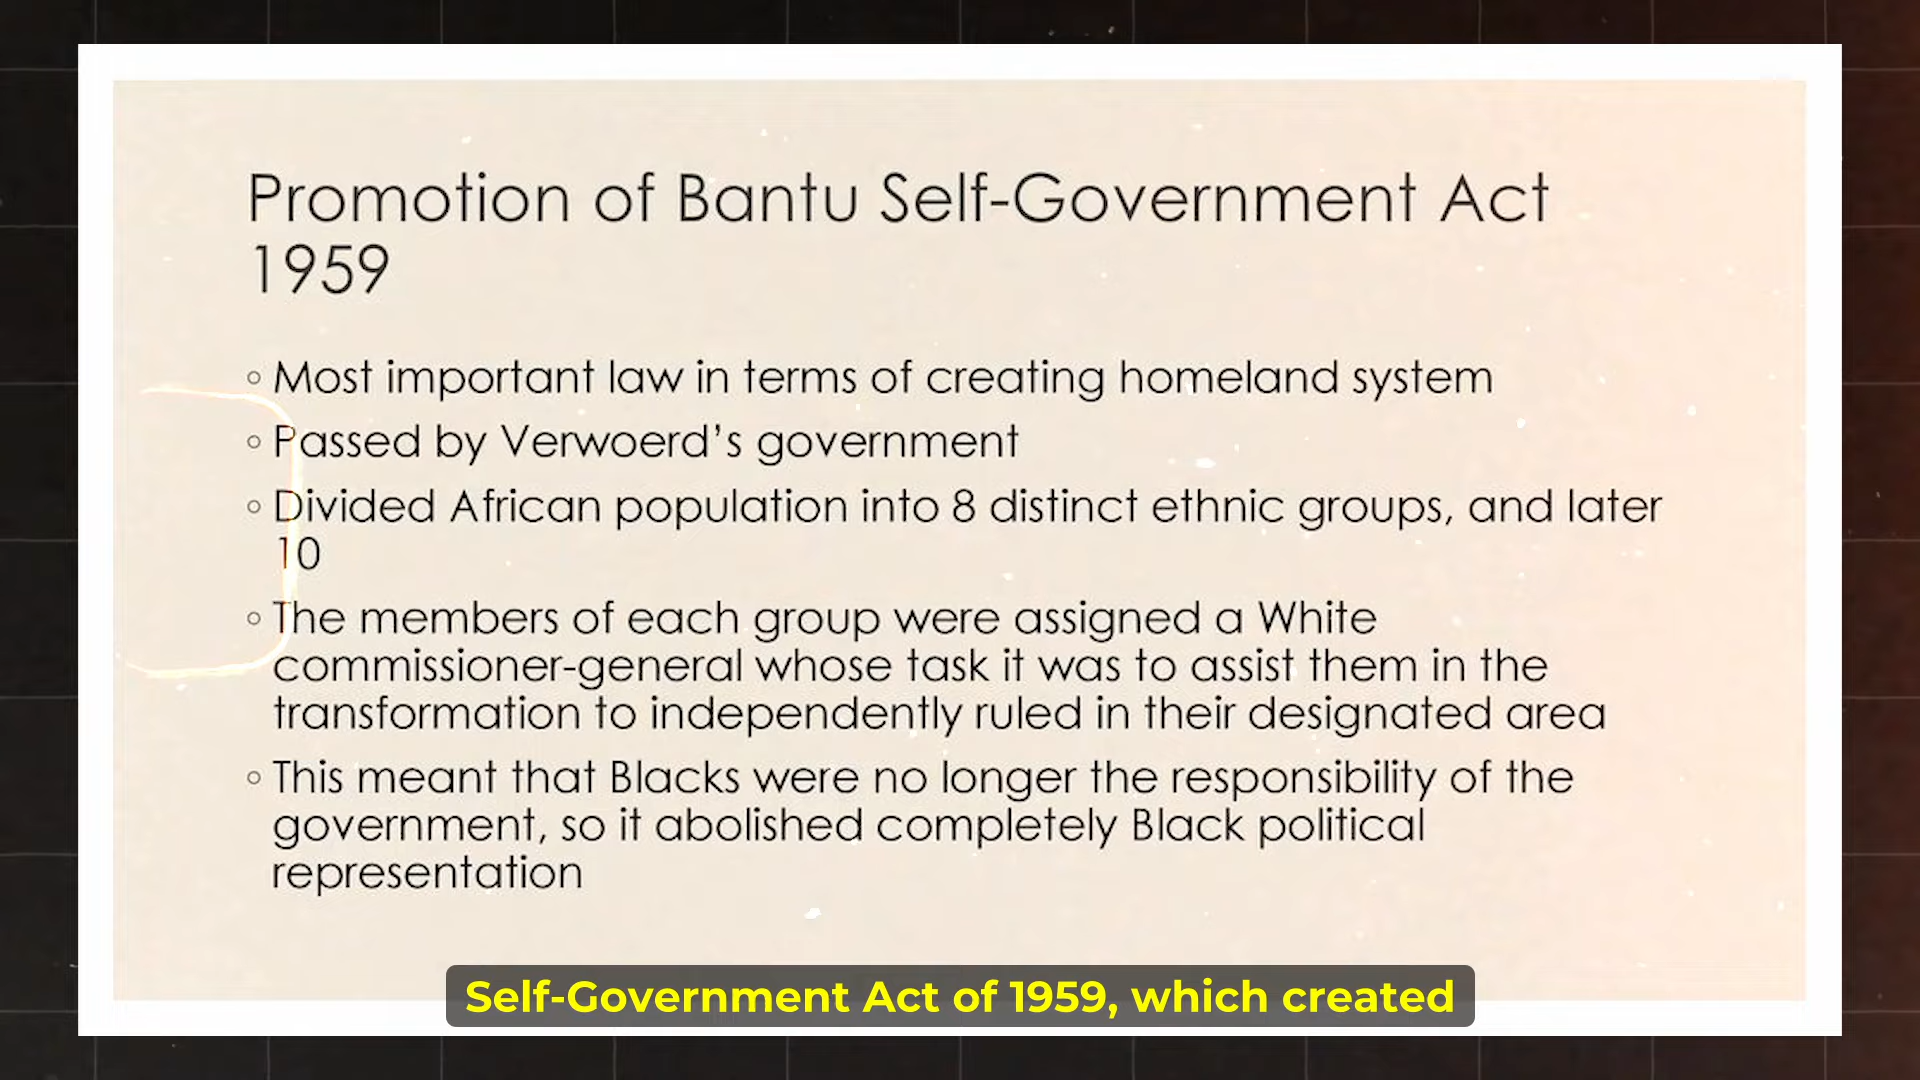 Promotion of Bantu Self-Government Act
1959
◦ Most important law in terms of creating homeland system
◦ Passed by Verwoerd’s government
◦ Divided African population into 8 distinct ethnic groups, and later
10
◦ The members of each group were assigned a White
commissioner-general whose task it was to assist them in the
transformation to independently ruled in their designated area
◦ This meant that Blacks were no longer the responsibility of the
government, so it abolished completely Black political
representation
Self-Government Act of 1959, which created